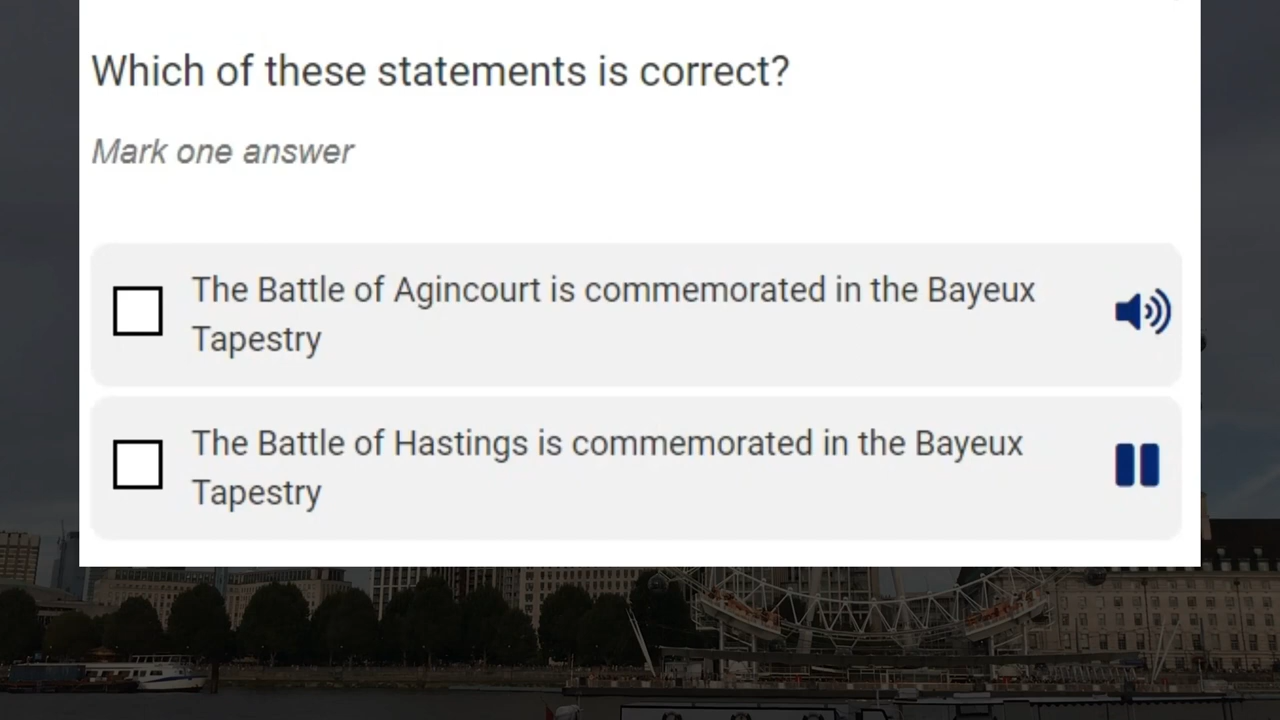 Which of these statements is correct?
Mark one answer
The Battle of Agincourt is commemorated in the Bayeux
Tapestry
The Battle of Hastings is commemorated in the Bayeux
Tapestry